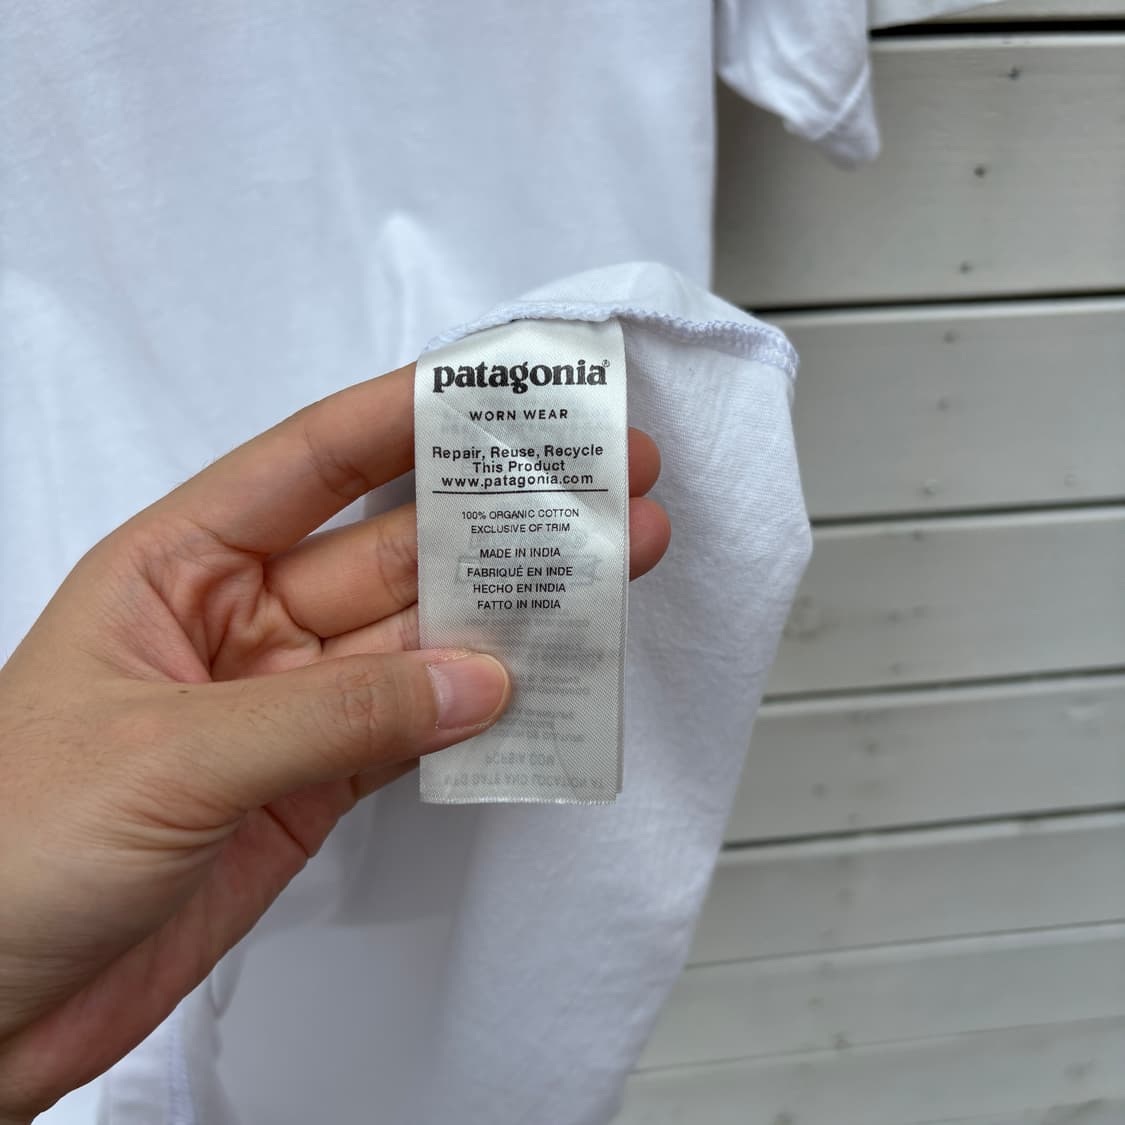 patagonia®
WORN WEAR
Repair, Reuse, Recycle
This Product
www.patagonia.com
100% ORGANIC COTTON
EXCLUSIVE OF TRIM
MADE IN INDIA
FABRIQUÉ EN INDE
HECHO EN INDIA
FATTO IN INDIA